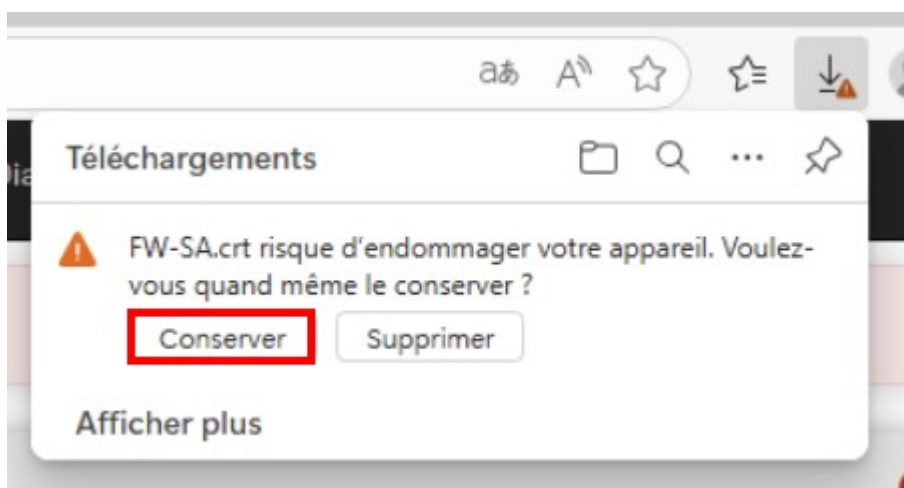 aあ A
Dia
Téléchargements
FW-SA.crt risque d'endommager votre appareil. Voulez-
vous quand même le conserver ?
Conserver Supprimer
Afficher plus